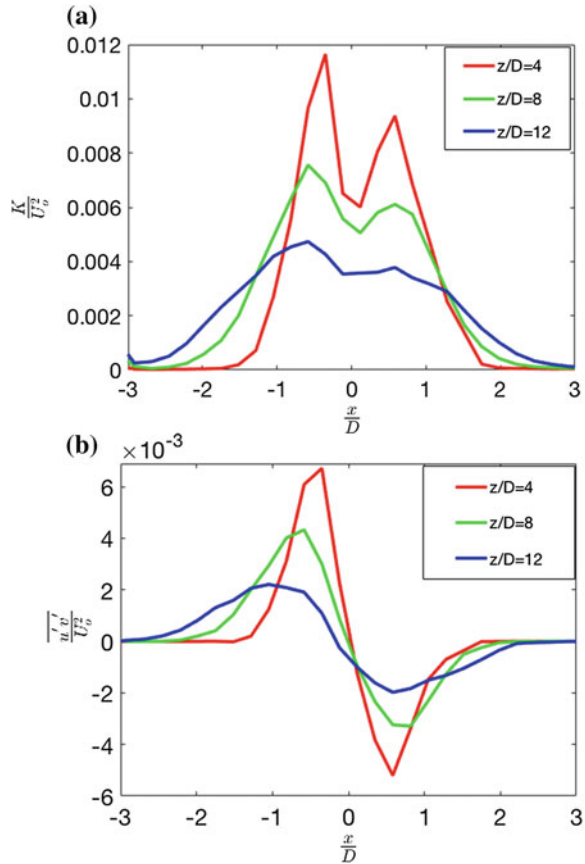 (a)
0.012
0.01
0.008
0.006
0.004
0.002
0
K/U_o^2
z/D=4
z/D=8
z/D=12
-3 -2 -1 0 1 2 3
x/D
(b)
×10^-3
6
4
2
0
-2
-4
-6
u'v'/U_o^2
z/D=4
z/D=8
z/D=12
-3 -2 -1 0 1 2 3
x/D